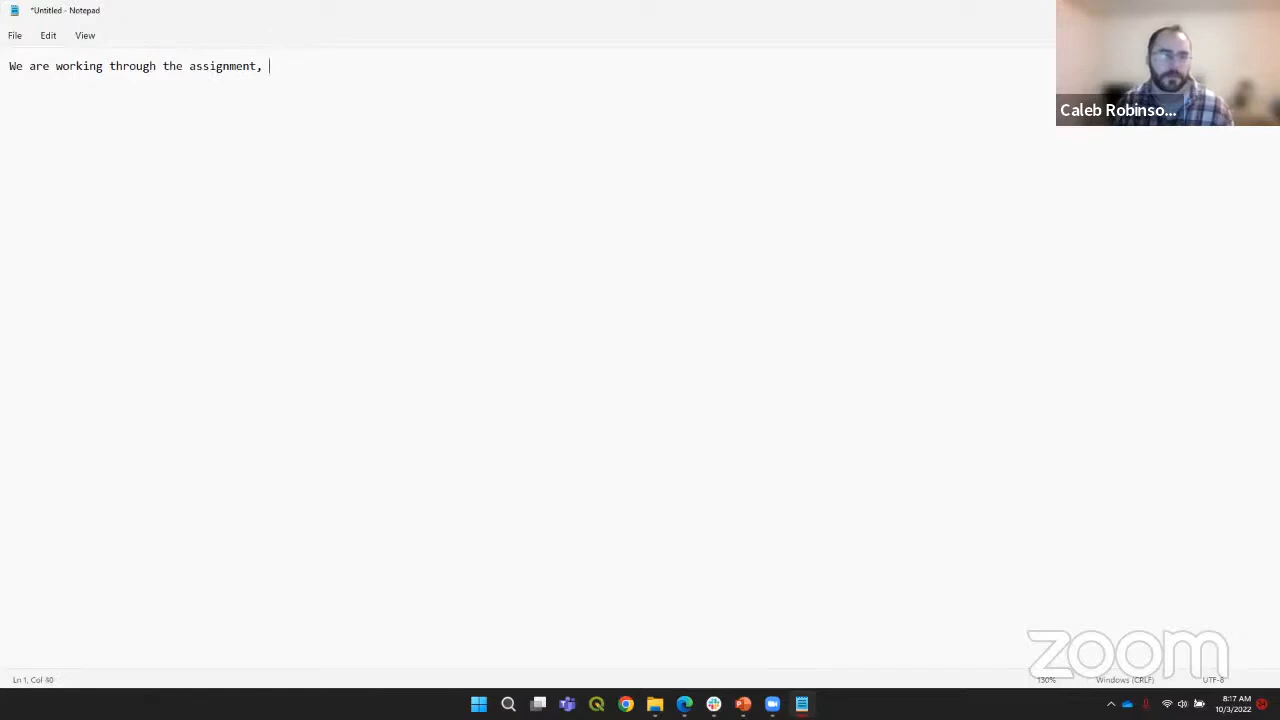 *Untitled - Notepad
File Edit View
We are working through the assignment,
Caleb Robinso...
zoom
Ln 1, Col 40
130%
Windows (CRLF)
UTF-8
8:17 AM
10/3/2022